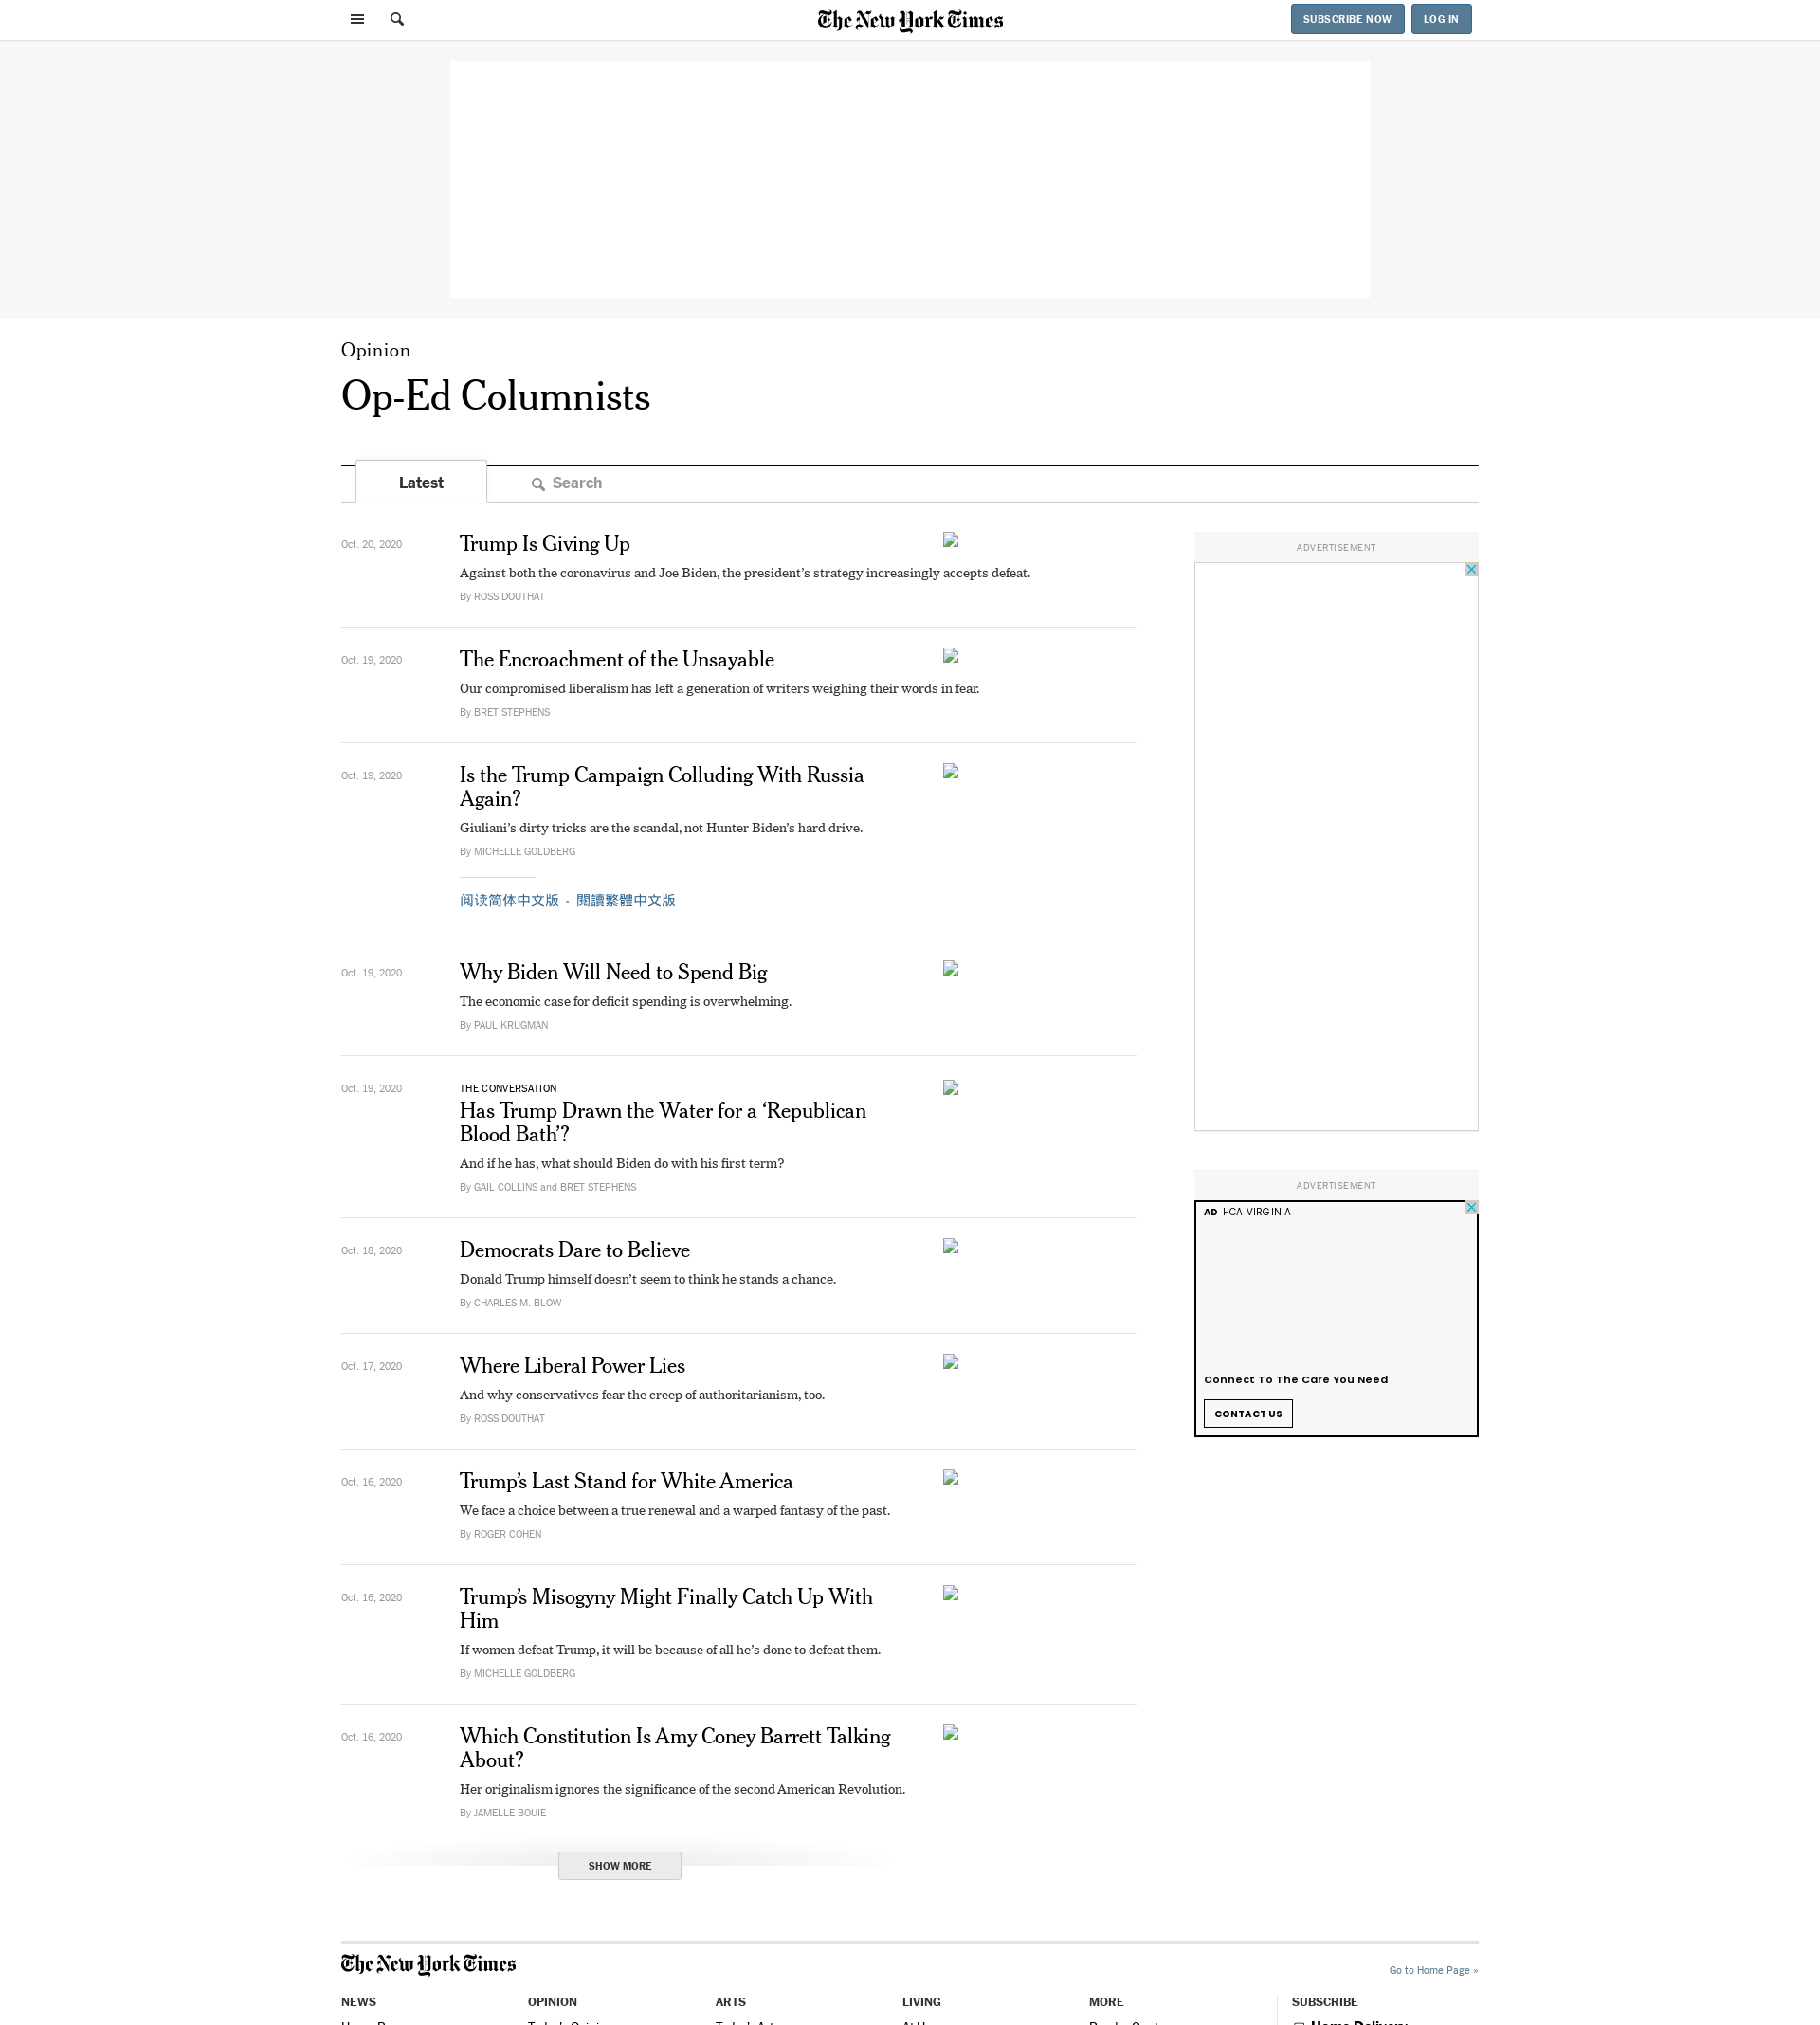 The New York Times
SUBSCRIBE NOW
LOG IN
Opinion
Op-Ed Columnists
Latest
Search
Oct. 20, 2020
Trump Is Giving Up
Against both the coronavirus and Joe Biden, the president’s strategy increasingly accepts defeat.
By ROSS DOUTHAT
Oct. 19, 2020
The Encroachment of the Unsayable
Our compromised liberalism has left a generation of writers weighing their words in fear.
By BRET STEPHENS
Oct. 19, 2020
Is the Trump Campaign Colluding With Russia
Again?
Giuliani’s dirty tricks are the scandal, not Hunter Biden’s hard drive.
By MICHELLE GOLDBERG
阅读简体中文版 • 閱讀繁體中文版
Oct. 19, 2020
Why Biden Will Need to Spend Big
The economic case for deficit spending is overwhelming.
By PAUL KRUGMAN
Oct. 19, 2020
THE CONVERSATION
Has Trump Drawn the Water for a ‘Republican
Blood Bath’?
And if he has, what should Biden do with his first term?
By GAIL COLLINS and BRET STEPHENS
Oct. 18, 2020
Democrats Dare to Believe
Donald Trump himself doesn’t seem to think he stands a chance.
By CHARLES M. BLOW
Oct. 17, 2020
Where Liberal Power Lies
And why conservatives fear the creep of authoritarianism, too.
By ROSS DOUTHAT
Oct. 16, 2020
Trump’s Last Stand for White America
We face a choice between a true renewal and a warped fantasy of the past.
By ROGER COHEN
Oct. 16, 2020
Trump’s Misogyny Might Finally Catch Up With
Him
If women defeat Trump, it will be because of all he’s done to defeat them.
By MICHELLE GOLDBERG
Oct. 16, 2020
Which Constitution Is Amy Coney Barrett Talking
About?
Her originalism ignores the significance of the second American Revolution.
By JAMELLE BOUIE
SHOW MORE
ADVERTISEMENT
ADVERTISEMENT
AD HCA VIRGINIA
Connect To The Care You Need
CONTACT US
The New York Times
Go to Home Page »
NEWS
OPINION
ARTS
LIVING
MORE
SUBSCRIBE